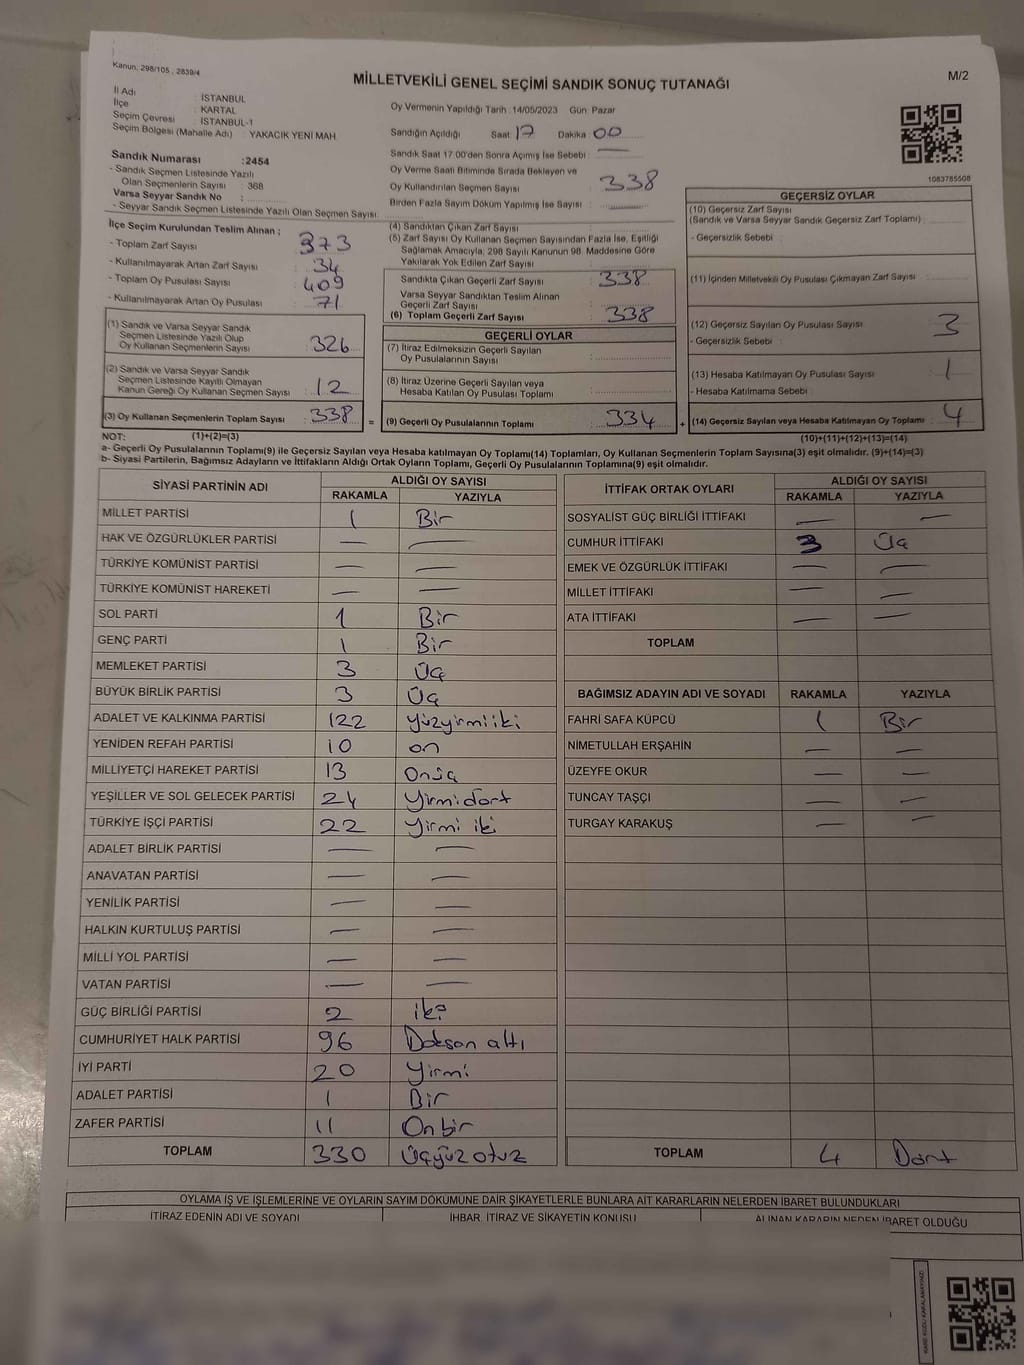 Kanun, 298/105 , 2839/4
MİLLETVEKİLİ GENEL SEÇİMİ SANDIK SONUÇ TUTANAĞI
M/2
İl Adı : İSTANBUL
İlçe : KARTAL
Seçim Çevresi : İSTANBUL-1
Seçim Bölgesi (Mahalle Adı) : YAKACIK YENİ MAH
Oy Vermenin Yapıldığı Tarih : 14/05/2023 Gün: Pazar
Sandığın Açıldığı Saat 17 Dakika 00
Sandık Saat 17:00'den Sonra Açımış İse Sebebi : —
Oy Verme Saati Bitiminde Sırada Bekleyen ve
Oy Kullandırılan Seçmen Sayısı : 338
Birden Fazla Sayım Döküm Yapılmış İse Sayısı :
1083785508
Sandık Numarası : 2454
- Sandık Seçmen Listesinde Yazılı
Olan Seçmenlerin Sayısı : 368
Varsa Seyyar Sandık No :
- Seyyar Sandık Seçmen Listesinde Yazılı Olan Seçmen Sayısı:
İlçe Seçim Kurulundan Teslim Alınan ;
- Toplam Zarf Sayısı : 373
- Kullanılmayarak Artan Zarf Sayısı : 34
- Toplam Oy Pusulası Sayısı : 409
- Kullanılmayarak Artan Oy Pusulası : 71
(1) Sandık ve Varsa Seyyar Sandık
Seçmen Listesinde Yazılı Olup
Oy Kullanan Seçmenlerin Sayısı : 326
(2) Sandık ve Varsa Seyyar Sandık
Seçmen Listesinde Kayıtlı Olmayan
Kanun Gereği Oy Kullanan Seçmen Sayısı : 12
(3) Oy Kullanan Seçmenlerin Toplam Sayısı : 338 =
(4) Sandıktan Çıkan Zarf Sayısı :
(5) Zarf Sayısı Oy Kullanan Seçmen Sayısından Fazla İse, Eşitliği
Sağlamak Amacıyla; 298 Sayılı Kanunun 98. Maddesine Göre
Yakılarak Yok Edilen Zarf Sayısı :
Sandıkta Çıkan Geçerli Zarf Sayısı : 338
Varsa Seyyar Sandıktan Teslim Alınan
Geçerli Zarf Sayısı :
(6) Toplam Geçerli Zarf Sayısı : 338
GEÇERLİ OYLAR
(7) İtiraz Edilmeksizin Geçerli Sayılan
Oy Pusulalarının Sayısı :
(8) İtiraz Üzerine Geçerli Sayılan veya
Hesaba Katılan Oy Pusulası Toplamı :
(9) Geçerli Oy Pusulalarının Toplamı : 334 +
GEÇERSİZ OYLAR
(10) Geçersiz Zarf Sayısı
(Sandık ve Varsa Seyyar Sandık Geçersiz Zarf Toplamı) :
- Geçersizlik Sebebi :
(11) İçinden Milletvekili Oy Pusulası Çıkmayan Zarf Sayısı :
(12) Geçersiz Sayılan Oy Pusulası Sayısı : 3
- Geçersizlik Sebebi :
(13) Hesaba Katılmayan Oy Pusulası Sayısı : 1
- Hesaba Katılmama Sebebi :
(14) Geçersiz Sayılan veya Hesaba Katılmayan Oy Toplamı : 4
NOT: (1)+(2)=(3) (10)+(11)+(12)+(13)=(14)
a- Geçerli Oy Pusulasının Toplamı(9) ile Geçersiz Sayılan veya Hesaba katılmayan Oy Toplamı(14) Toplamları, Oy Kullanan Seçmenlerin Toplam Sayısına(3) eşit olmalıdır. (9)+(14)=(3)
b- Siyasi Partilerin, Bağımsız Adayların ve İttifakların Aldığı Ortak Oyların Toplamı, Geçerli Oy Pusulalarının Toplamına(9) eşit olmalıdır.
SİYASİ PARTİNİN ADI ALDIĞI OY SAYISI
RAKAMLA YAZIYLA
MİLLET PARTİSİ 1 Bir
HAK VE ÖZGÜRLÜKLER PARTİSİ — —
TÜRKİYE KOMÜNİST PARTİSİ — —
TÜRKİYE KOMÜNİST HAREKETİ — —
SOL PARTİ 1 Bir
GENÇ PARTİ 1 Bir
MEMLEKET PARTİSİ 3 Üç
BÜYÜK BİRLİK PARTİSİ 3 Üç
ADALET VE KALKINMA PARTİSİ 122 Yüzyirmiiki
YENİDEN REFAH PARTİSİ 10 on
MİLLİYETÇİ HAREKET PARTİSİ 13 Onüç
YEŞİLLER VE SOL GELECEK PARTİSİ 24 Yirmidört
TÜRKİYE İŞÇİ PARTİSİ 22 Yirmi iki
ADALET BİRLİK PARTİSİ — —
ANAVATAN PARTİSİ — —
YENİLİK PARTİSİ — —
HALKIN KURTULUŞ PARTİSİ — —
MİLLİ YOL PARTİSİ — —
VATAN PARTİSİ — —
GÜÇ BİRLİĞİ PARTİSİ 2 iki
CUMHURİYET HALK PARTİSİ 96 Doksan altı
İYİ PARTİ 20 Yirmi
ADALET PARTİSİ 1 Bir
ZAFER PARTİSİ 11 Onbir
TOPLAM 330 Üçyüz otuz
İTTİFAK ORTAK OYLARI ALDIĞI OY SAYISI
RAKAMLA YAZIYLA
SOSYALİST GÜÇ BİRLİĞİ İTTİFAKI — —
CUMHUR İTTİFAKI 3 Üç
EMEK VE ÖZGÜRLÜK İTTİFAKI — —
MİLLET İTTİFAKI — —
ATA İTTİFAKI — —
TOPLAM
BAĞIMSIZ ADAYIN ADI VE SOYADI RAKAMLA YAZIYLA
FAHRİ SAFA KÜPCÜ 1 Bir
NİMETULLAH ERŞAHİN — —
ÜZEYFE OKUR — —
TUNCAY TAŞÇI — —
TURGAY KARAKUŞ — —
TOPLAM 4 Dört
OYLAMA İŞ VE İŞLEMLERİNE VE OYLARIN SAYIM DÖKÜMÜNE DAİR ŞİKAYETLERLE BUNLARA AİT KARARLARIN NELERDEN İBARET BULUNDUKLARI
İTİRAZ EDENİN ADI VE SOYADI İHBAR, İTİRAZ VE ŞİKAYETİN KONUSU ALINAN KARARIN NEDEN İBARET OLDUĞU